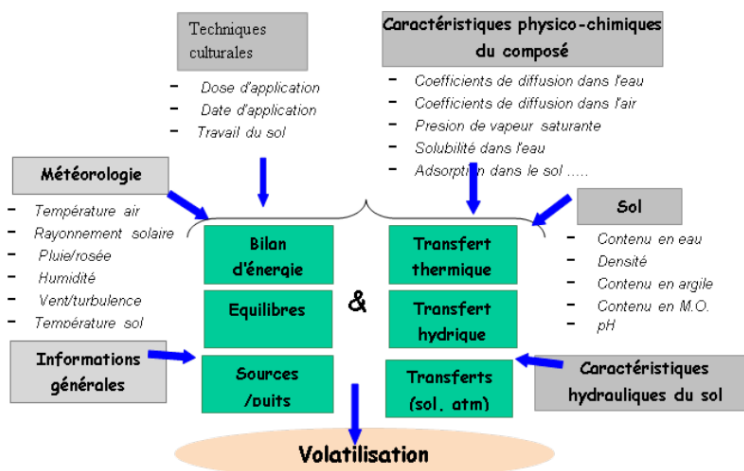 Techniques
culturales
- Dose d'application
- Date d'application
- Travail du sol
Caractéristiques physico-chimiques
du composé
- Coefficients de diffusion dans l'eau
- Coefficients de diffusion dans l'air
- Presion de vapeur saturante
- Solubilité dans l'eau
- Adsorption dans le sol .....
Météorologie
- Température air
- Rayonnement solaire
- Pluie/rosée
- Humidité
- Vent/turbulence
- Température sol
Sol
- Contenu en eau
- Densité
- Contenu en argile
- Contenu en M.O.
- pH
Bilan
d'énergie
Equilibres
Sources
/puits
&
Transfert
thermique
Transfert
hydrique
Transferts
(sol, atm)
Informations
générales
Caractéristiques
hydrauliques du sol
Volatilisation